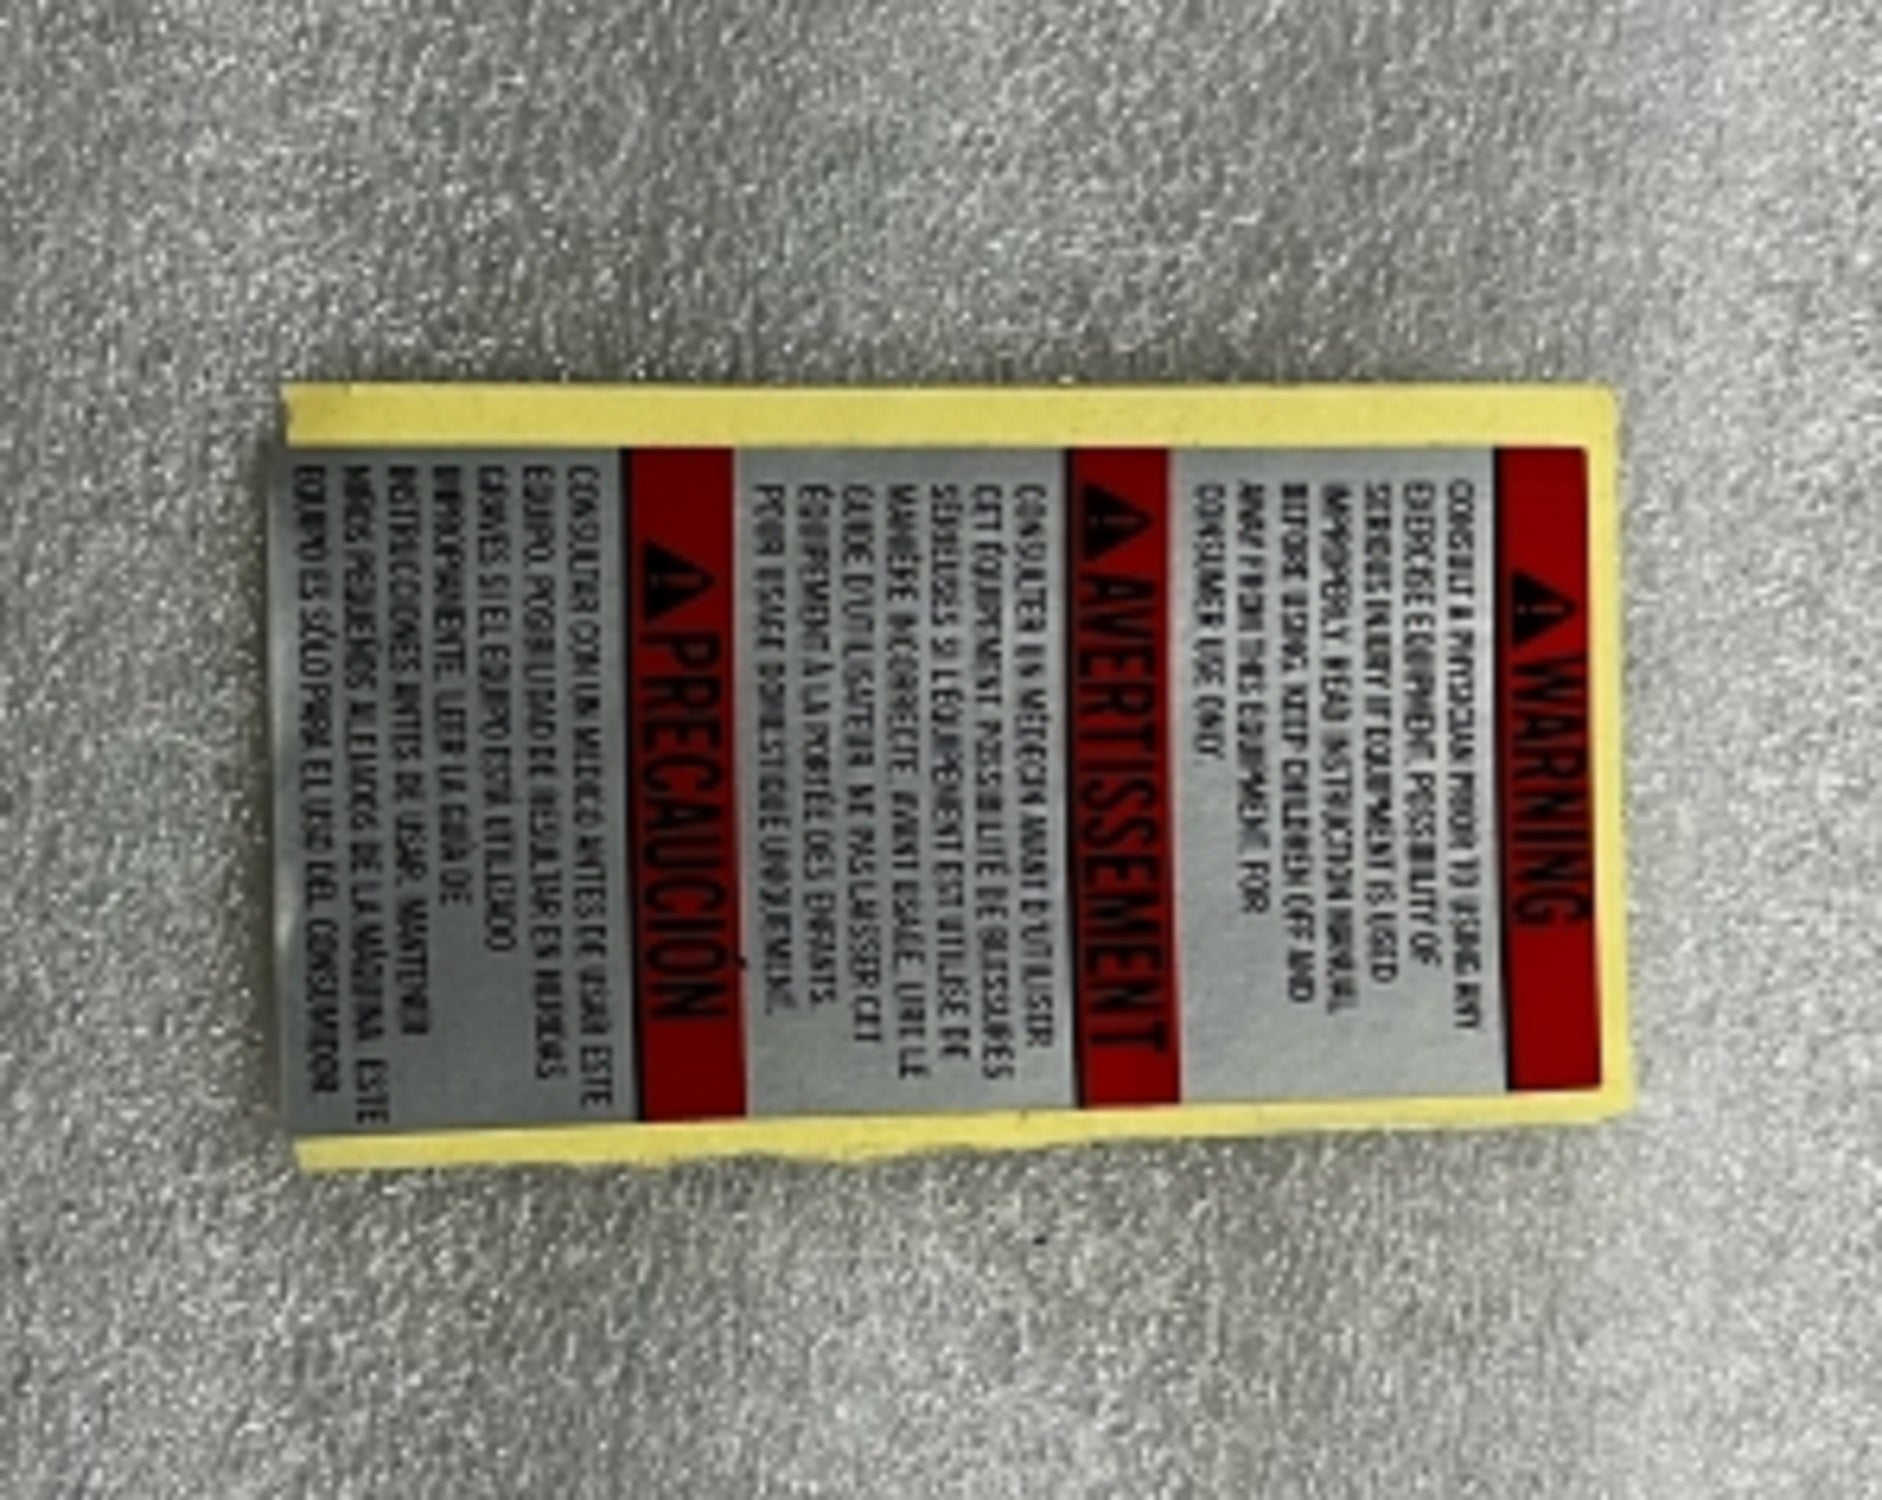 WARNING
CONSULT A PHYSICIAN PRIOR TO USING ANY
EXERCISE EQUIPMENT. POSSIBILITY OF
SERIOUS INJURY IF EQUIPMENT IS USED
IMPROPERLY. READ INSTRUCTION MANUAL
BEFORE USING. KEEP CHILDREN OFF AND
AWAY FROM THIS EQUIPMENT. FOR
CONSUMER USE ONLY
AVERTISSEMENT
CONSULTER UN MÉDECIN AVANT D'UTILISER
CET ÉQUIPEMENT. POSSIBILITÉ DE BLESSURES
SÉRIEUSES SI L'ÉQUIPEMENT EST UTILISÉ DE
MANIÈRE INCORRECTE. AVANT USAGE, LIRE LE
GUIDE D'UTILISATEUR. NE PAS LAISSER CET
ÉQUIPEMENT À LA PORTÉE DES ENFANTS.
POUR USAGE DOMESTIQUE UNIQUEMENT.
PRECAUCIÓN
CONSULTAR CON UN MÉDICO ANTES DE USAR ESTE
EQUIPO. POSIBILIDAD DE RESULTAR EN HERIDAS
GRAVES SI EL EQUIPO ESTA UTILIZADO
IMPROPIAMENTE. LEER LA GUÍA DE
INSTRUCCIONES ANTES DE USAR. MANTENER
NIÑOS PEQUEÑOS ALEJADOS DE LA MÁQUINA. ESTE
EQUIPO ES SÓLO PARA EL USO DEL CONSUMIDOR